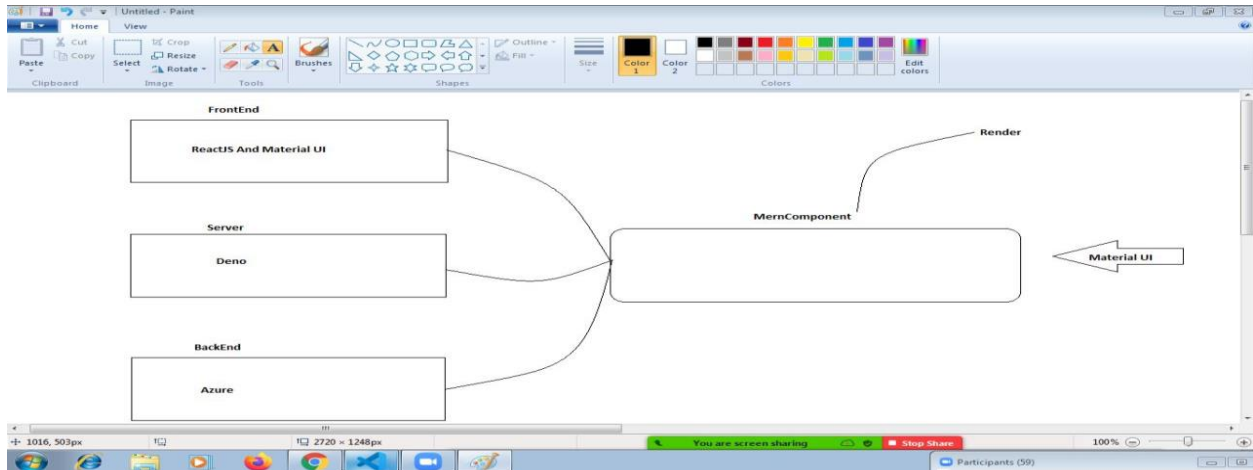 Untitled - Paint
Home View
Paste
Cut
Copy
Clipboard
Select
Crop
Resize
Rotate
Image
Tools
Brushes
Shapes
Outline
Fill
Size
Color
1
Color
2
Edit
colors
Colors
FrontEnd
ReactJS And Material UI
Render
MernComponent
Server
Deno
Material UI
BackEnd
Azure
1016, 503px
2720 × 1248px
You are screen sharing
Stop Share
100%
Participants (59)